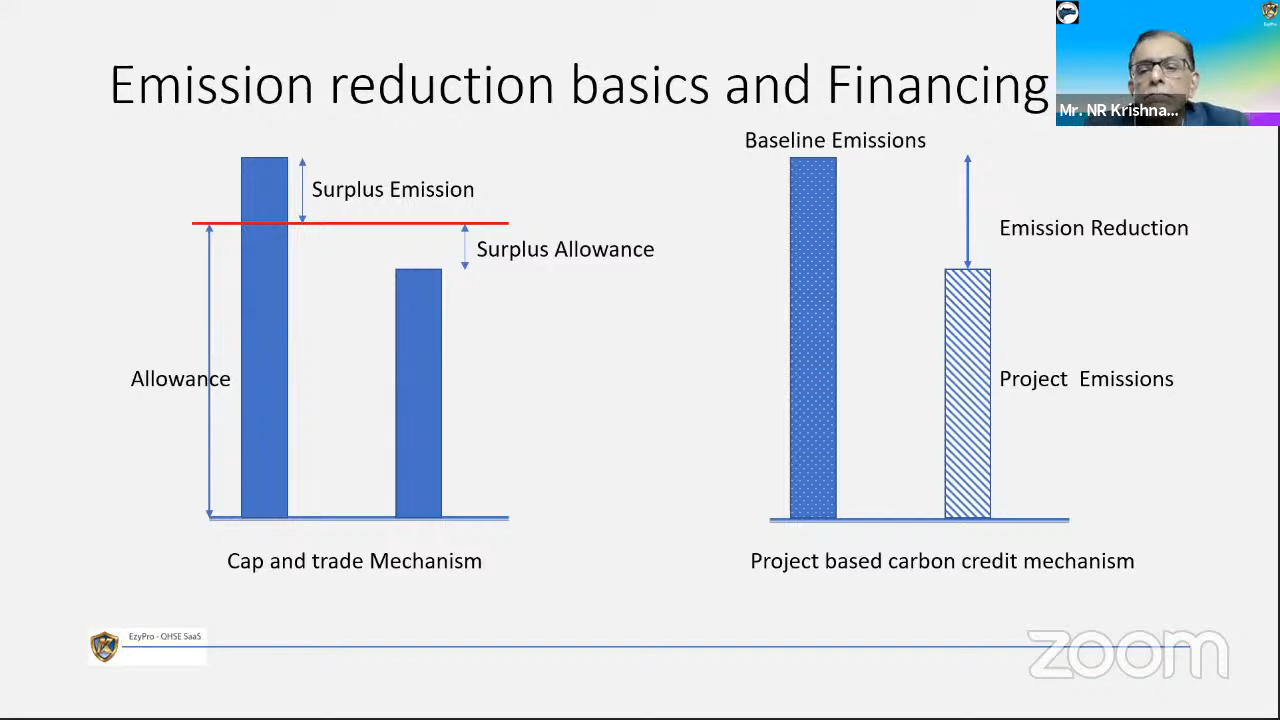 Emission reduction basics and Financing
Mr. NR Krishna...
Baseline Emissions
Surplus Emission
Emission Reduction
Surplus Allowance
Allowance
Project Emissions
Cap and trade Mechanism
Project based carbon credit mechanism
EzyPro - QHSE SaaS
zoom